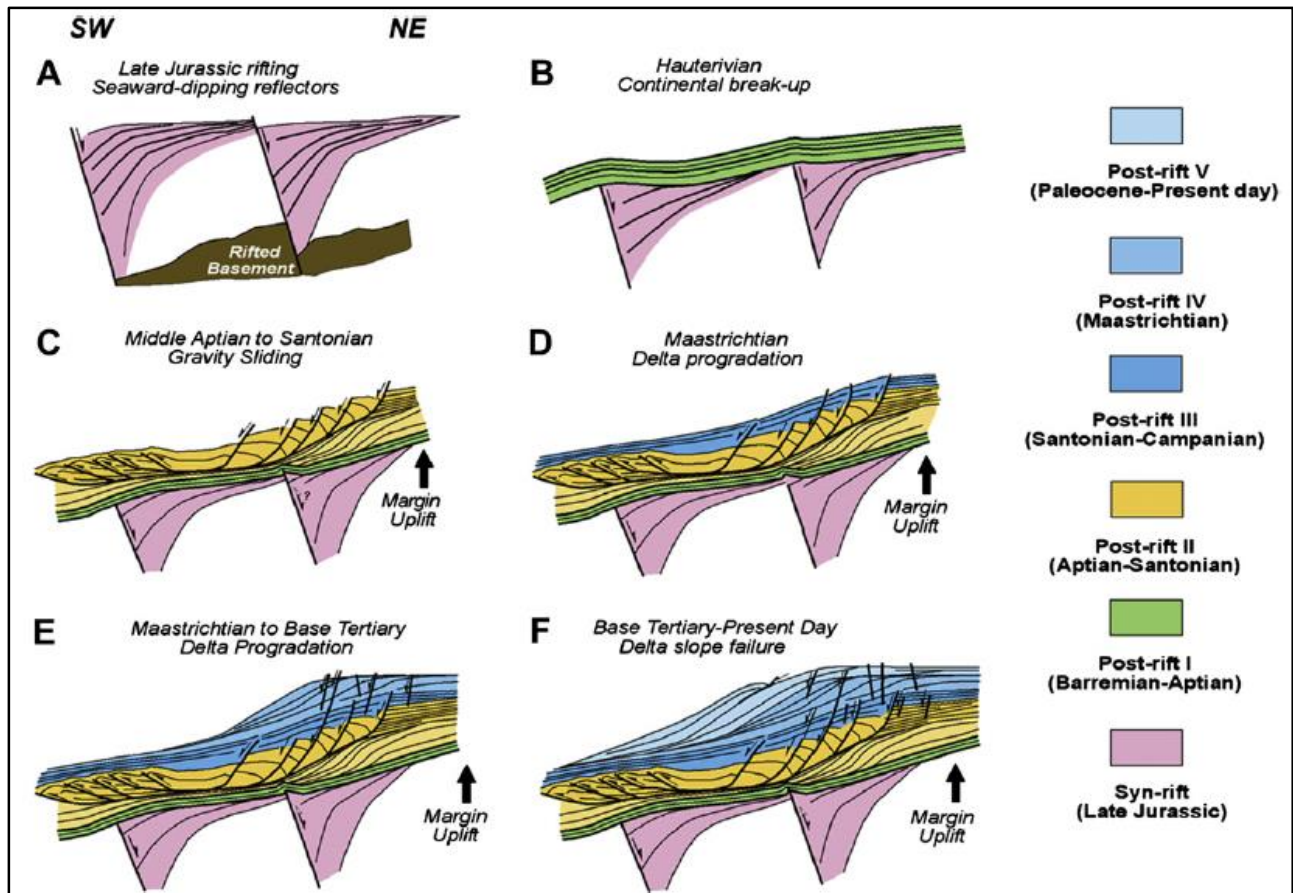 SW
NE
A
Late Jurassic rifting
Seaward-dipping reflectors
Rifted
Basement
B
Hauterivian
Continental break-up
C
Middle Aptian to Santonian
Gravity Sliding
?
Margin
Uplift
D
Maastrichtian
Delta progradation
Margin
Uplift
E
Maastrichtian to Base Tertiary
Delta Progradation
Margin
Uplift
F
Base Tertiary-Present Day
Delta slope failure
Margin
Uplift
Post-rift V
(Paleocene-Present day)
Post-rift IV
(Maastrichtian)
Post-rift III
(Santonian-Campanian)
Post-rift II
(Aptian-Santonian)
Post-rift I
(Barremian-Aptian)
Syn-rift
(Late Jurassic)